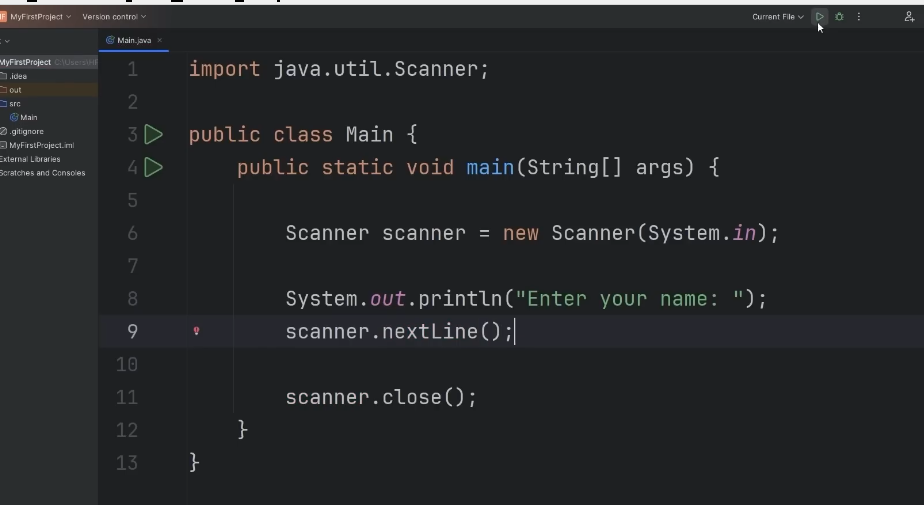 MyFirstProject
Version control
Current File
Main.java
MyFirstProject
.idea
out
src
Main
.gitignore
MyFirstProject.iml
External Libraries
Scratches and Consoles
1 import java.util.Scanner;
2
3 public class Main {
4 public static void main(String[] args) {
5
6 Scanner scanner = new Scanner(System.in);
7
8 System.out.println("Enter your name: ");
9 scanner.nextLine();
10
11 scanner.close();
12 }
13 }